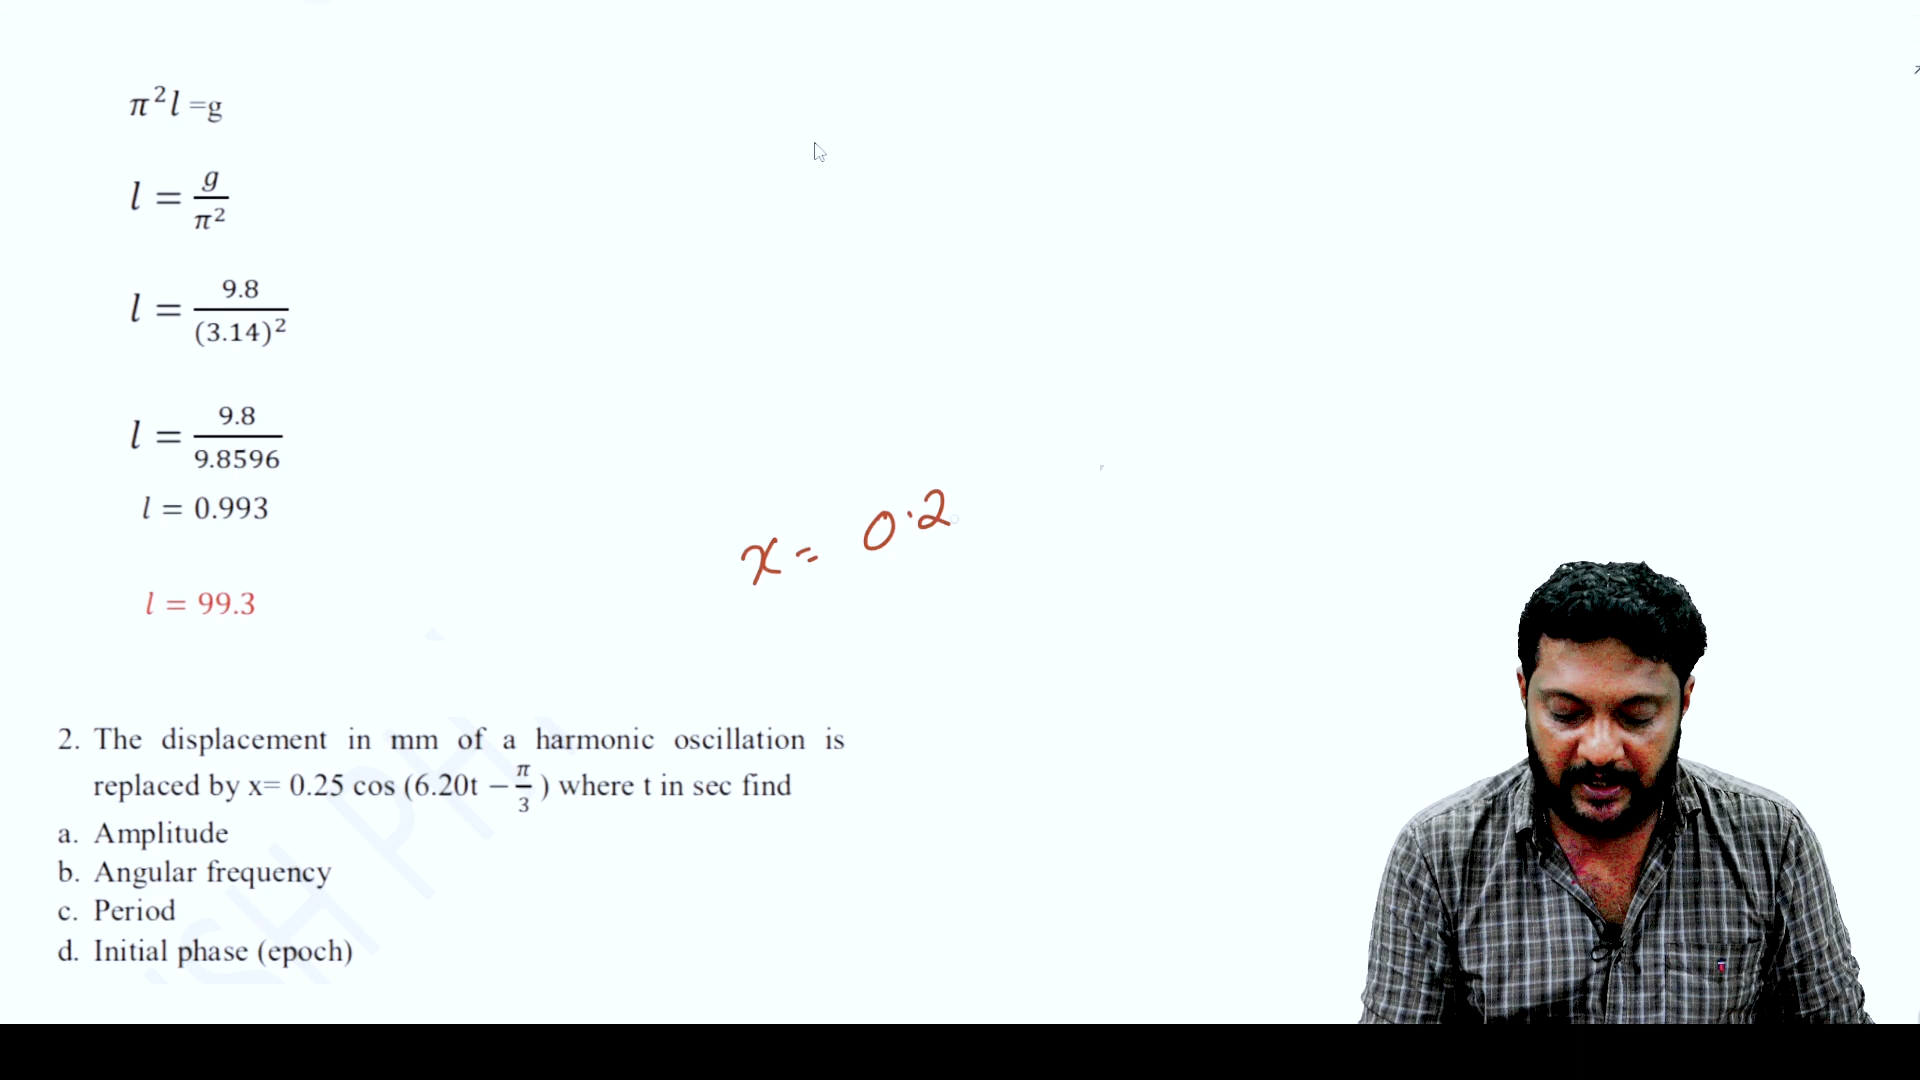 π²l =g
l = g/π²
l = 9.8/(3.14)²
l = 9.8/9.8596
l = 0.993
x = 0.2
l = 99.3
2. The displacement in mm of a harmonic oscillation is
replaced by x= 0.25 cos (6.20t − π/3 ) where t in sec find
a. Amplitude
b. Angular frequency
c. Period
d. Initial phase (epoch)